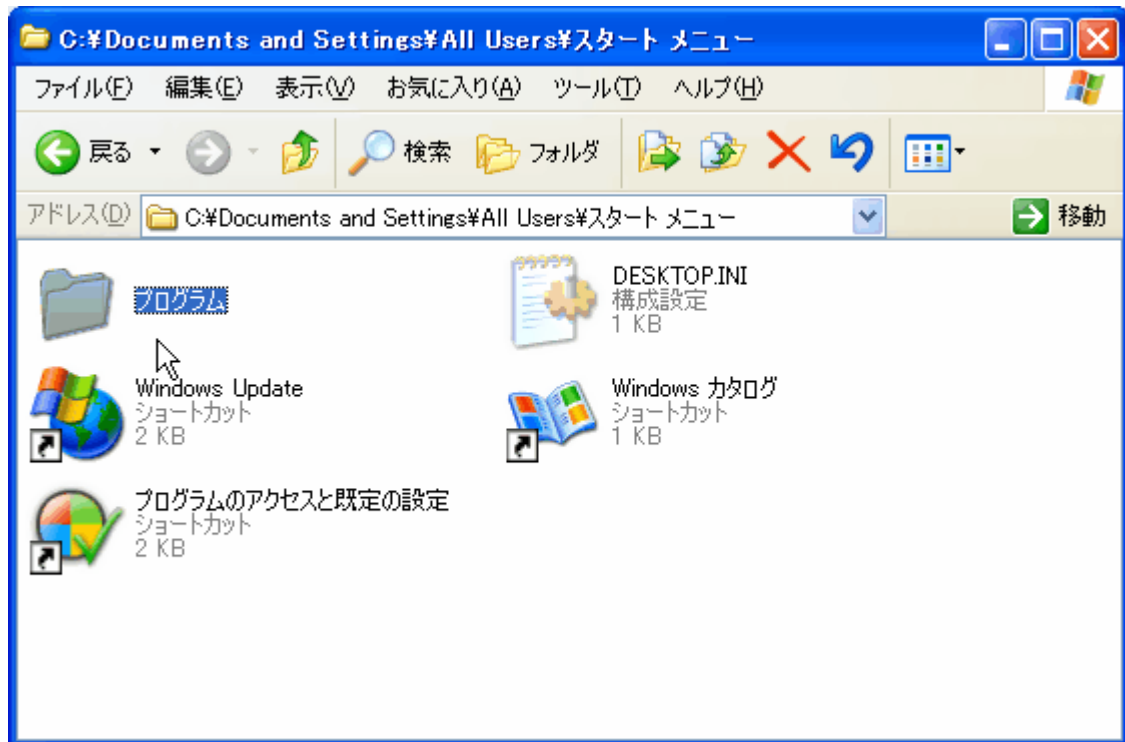 C:¥Documents and Settings¥All Users¥スタート メニュー
ファイル(F) 編集(E) 表示(V) お気に入り(A) ツール(T) ヘルプ(H)
戻る 検索 フォルダ
アドレス(D) C:¥Documents and Settings¥All Users¥スタート メニュー 移動
プログラム
DESKTOP.INI
構成設定
1 KB
Windows Update
ショートカット
2 KB
Windows カタログ
ショートカット
1 KB
プログラムのアクセスと既定の設定
ショートカット
2 KB